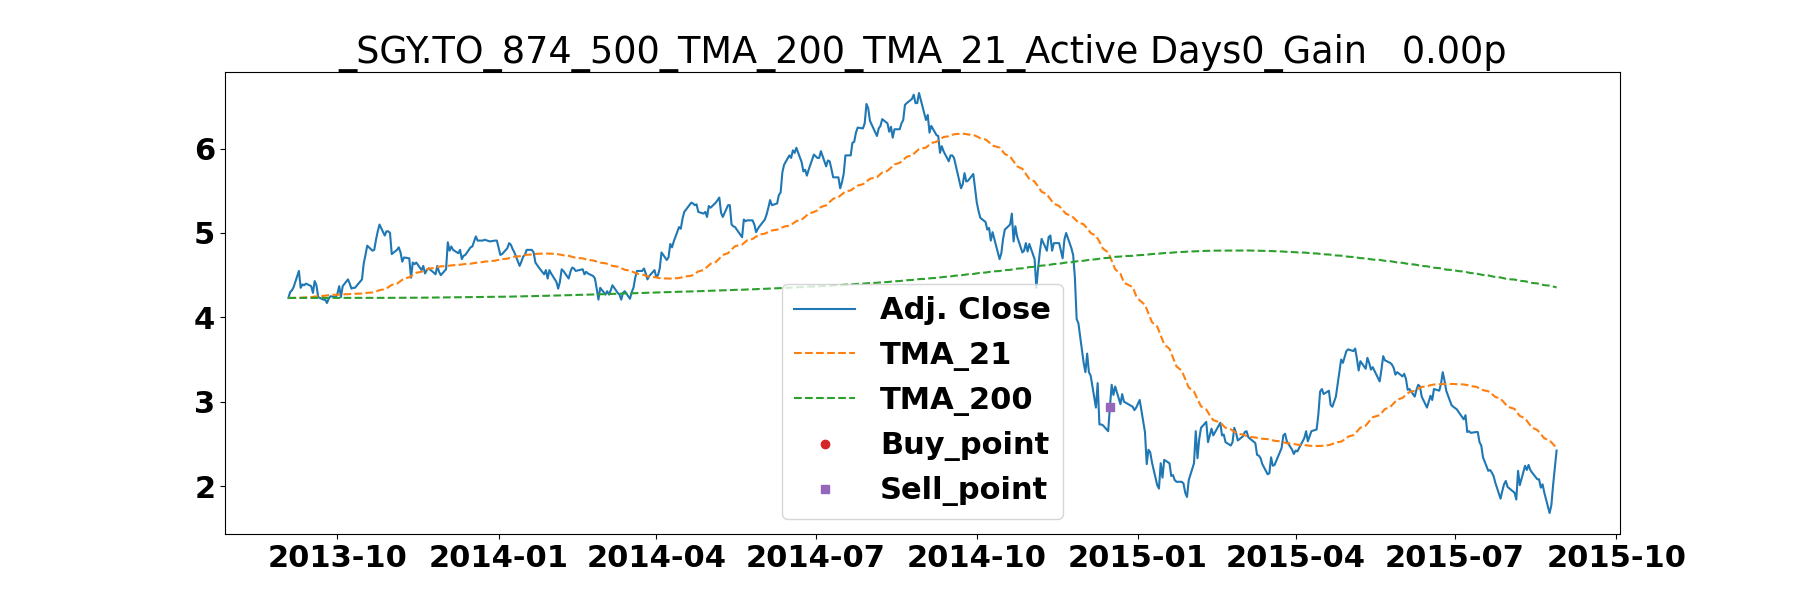 _SGY.TO_874_500_TMA_200_TMA_21_Active Days0_Gain   0.00p
6
5
4
3
2
Adj. Close
TMA_21
TMA_200
Buy_point
Sell_point
2013-10 2014-01 2014-04 2014-07 2014-10 2015-01 2015-04 2015-07 2015-10